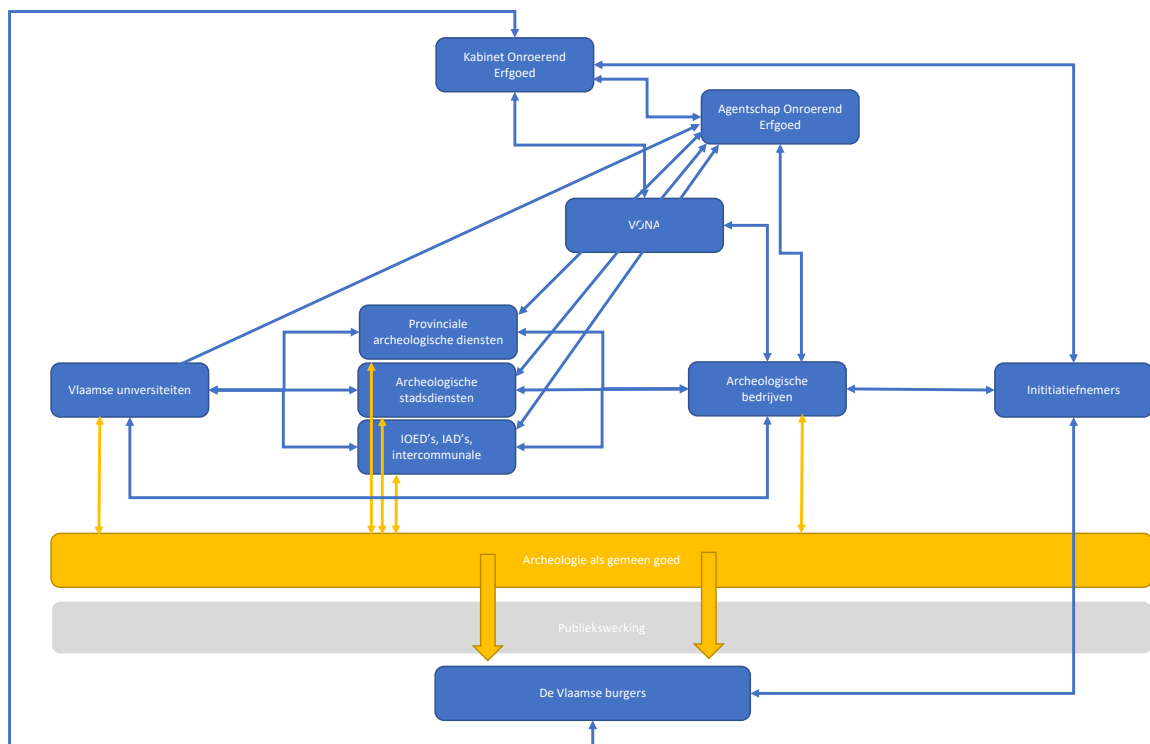 Kabinet Onroerend
Erfgoed
Agentschap Onroerend
Erfgoed
VONA
Provinciale
archeologische diensten
Vlaamse universiteiten
Archeologische
stadsdiensten
Archeologische
bedrijven
Inititiatiefnemers
IOED's, IAD's,
intercommunale
Archeologie als gemeen goed
Publiekswerking
De Vlaamse burgers